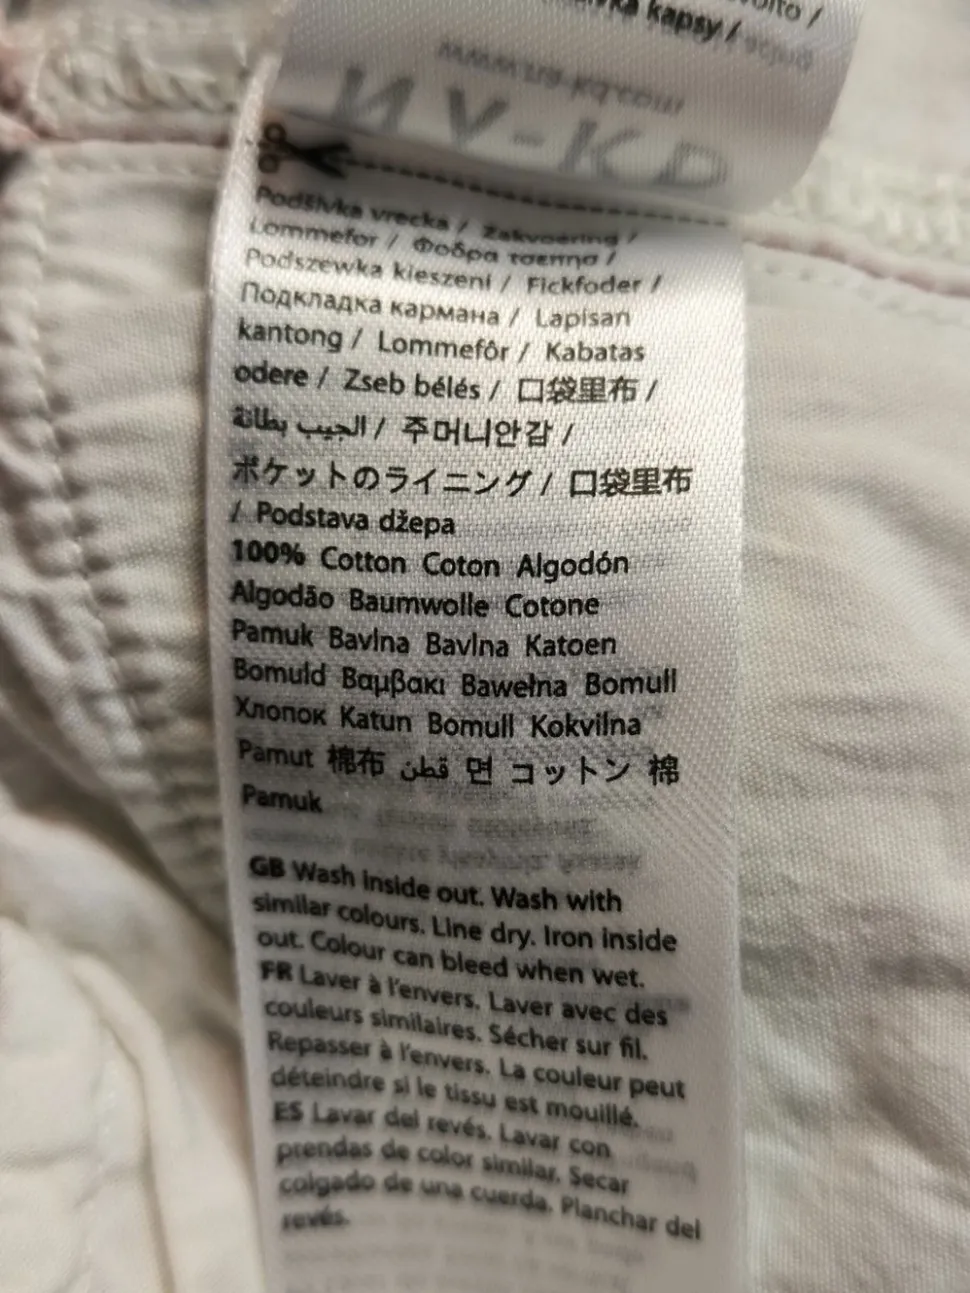 kapsy /
Podšívka vrecka / Zakvoering /
Lommefor / Φοδρα τσεπησ /
Podszewka kieszeni / Fickfoder /
Подкладка кармана / Lapisan
kantong / Lommefôr / Kabatas
odere / Zseb bélés / 口袋里布 /
الجيب بطانة / 주머니안감 /
ポケットのライニング / 口袋里布
/ Podstava džepa
100% Cotton Coton Algodón
Algodão Baumwolle Cotone
Pamuk Bavlna Bavlna Katoen
Bomuld Βαμβακι Bawełna Bomull
Хлопок Katun Bomull Kokvilna
Pamut 棉布 قطن 면 コットン 棉
Pamuk
GB Wash inside out. Wash with
similar colours. Line dry. Iron inside
out. Colour can bleed when wet.
FR Laver à l'envers. Laver avec des
couleurs similaires. Sécher sur fil.
Repasser à l'envers. La couleur peut
déteindre si le tissu est mouillé.
ES Lavar del revés. Lavar con
prendas de color similar. Secar
colgado de una cuerda. Planchar del
revés.